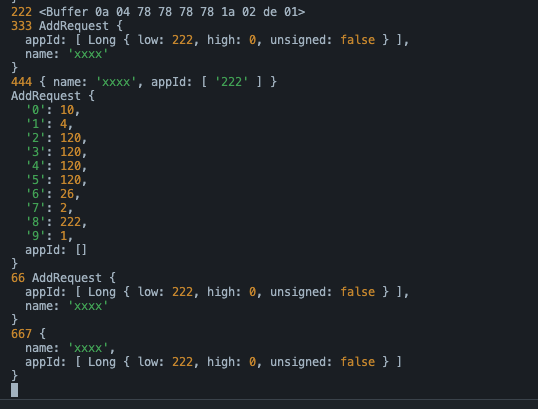 }
222 <Buffer 0a 04 78 78 78 78 1a 02 de 01>
333 AddRequest {
  appId: [ Long { low: 222, high: 0, unsigned: false } ],
  name: 'xxxx'
}
444 { name: 'xxxx', appId: [ '222' ] }
AddRequest {
  '0': 10,
  '1': 4,
  '2': 120,
  '3': 120,
  '4': 120,
  '5': 120,
  '6': 26,
  '7': 2,
  '8': 222,
  '9': 1,
  appId: []
}
66 AddRequest {
  appId: [ Long { low: 222, high: 0, unsigned: false } ],
  name: 'xxxx'
}
667 {
  name: 'xxxx',
  appId: [ Long { low: 222, high: 0, unsigned: false } ]
}